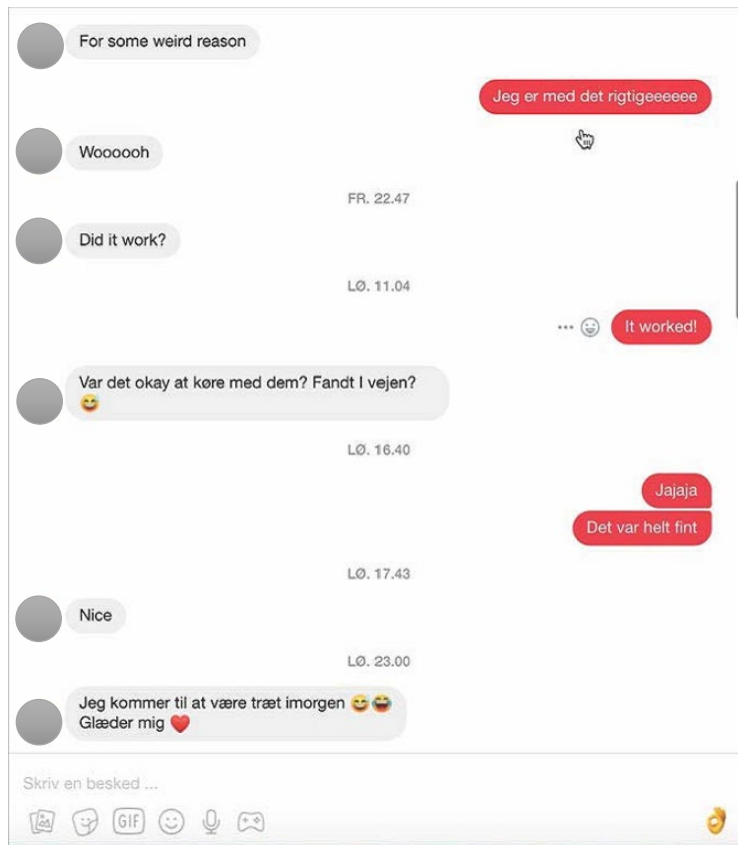 For some weird reason
Jeg er med det rigtigeeeeee
Woooooh
FR. 22.47
Did it work?
LØ. 11.04
It worked!
Var det okay at køre med dem? Fandt I vejen?
😅
LØ. 16.40
Jajaja
Det var helt fint
LØ. 17.43
Nice
LØ. 23.00
Jeg kommer til at være træt imorgen 😅😂
Glæder mig ❤️
Skriv en besked ...
GIF